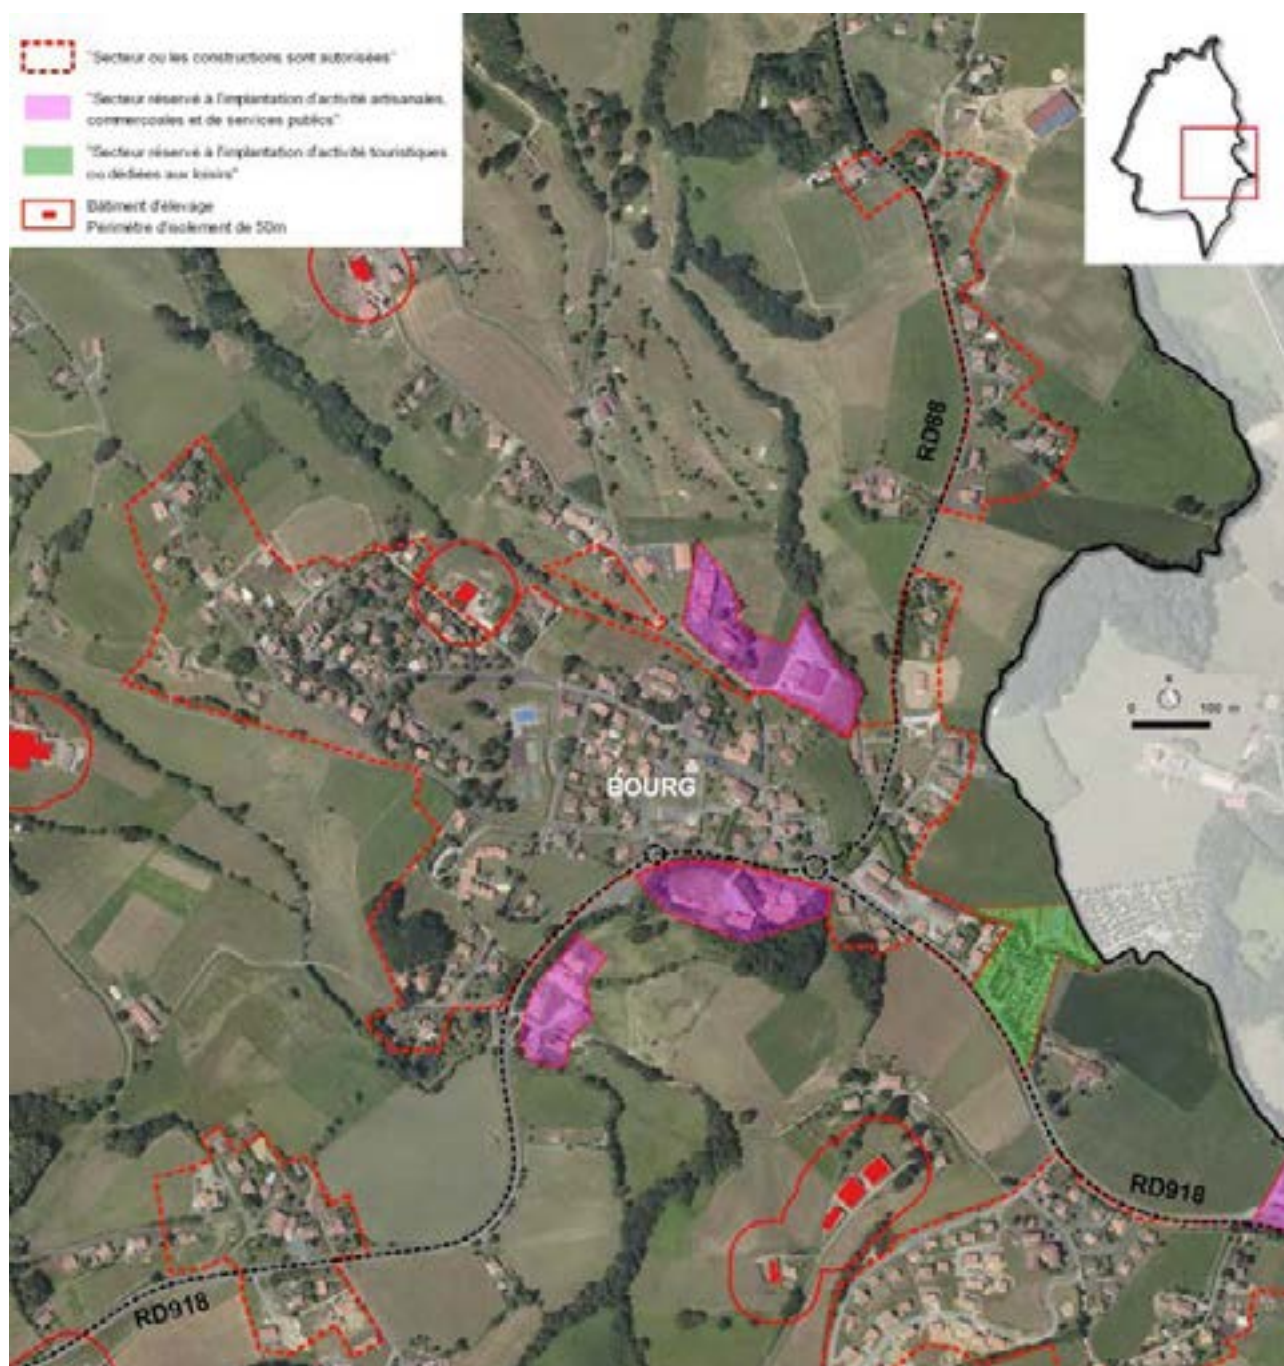 "Secteur ou les constructions sont autorisées"
"Secteur réservé à l'implantation d'activité artisanales,
commercoales et de services publics"
"Secteur réservé à l'implantation d'activité touristiques
ou dédiées aux loisirs"
Bâtiment d'élevage
Périmètre d'isolement de 50m
RD88
0 100 m
BOURG
RD918
RD918